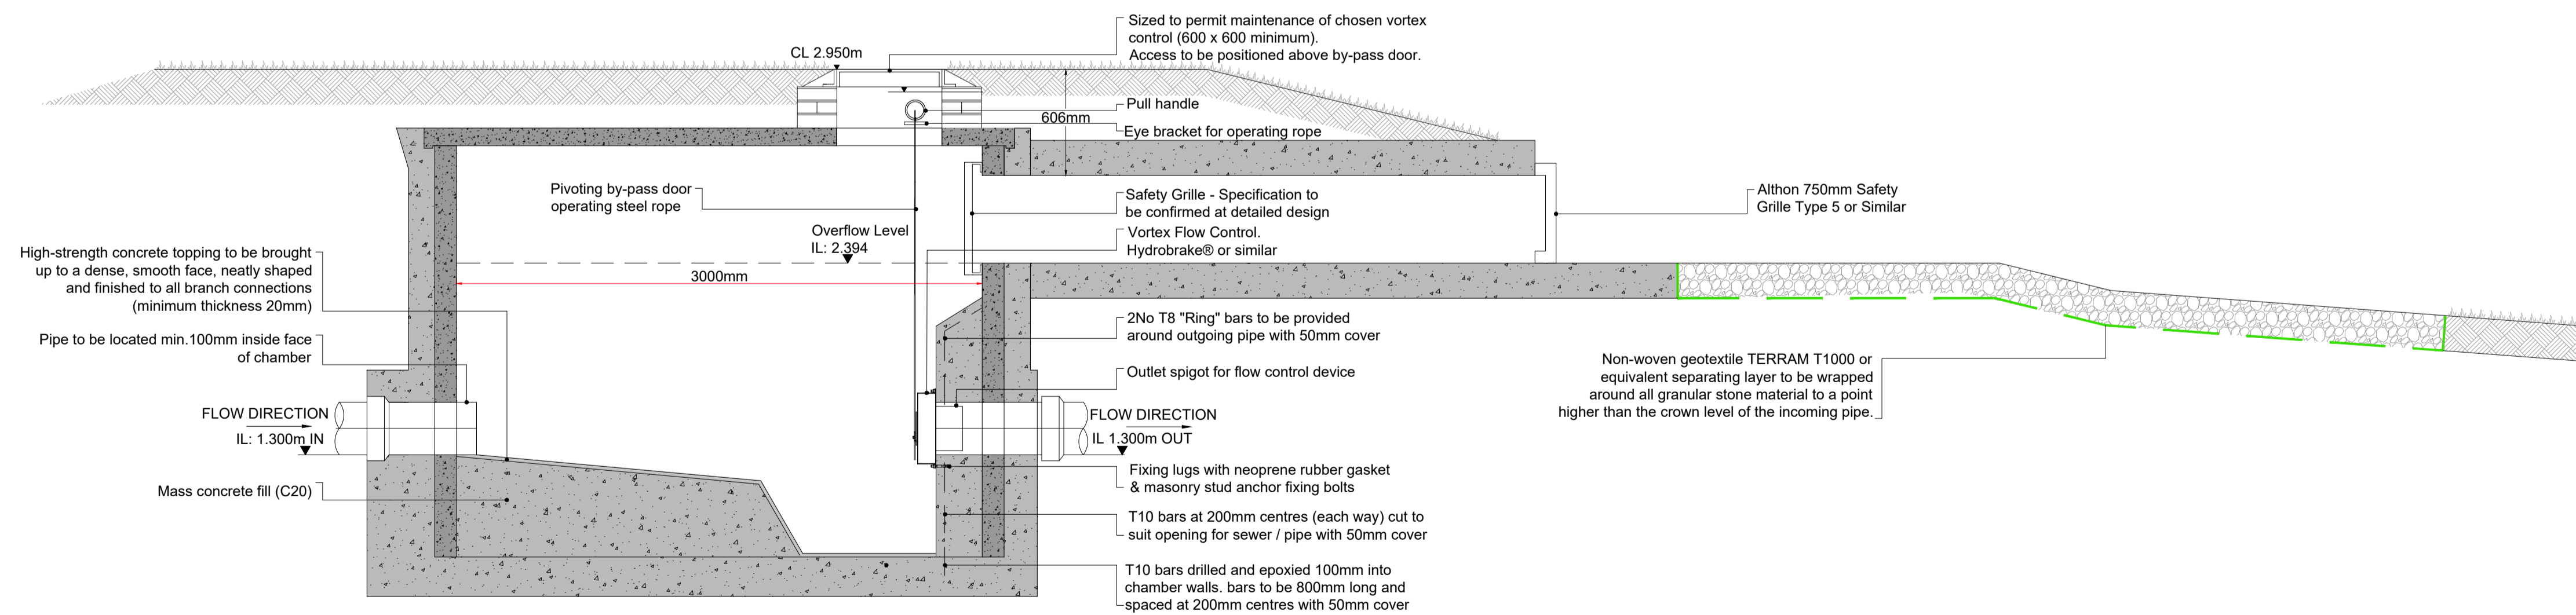 Sized to permit maintenance of chosen vortex
control (600 x 600 minimum).
Access to be positioned above by-pass door.
CL 2.950m
Pull handle
606mm
Eye bracket for operating rope
Pivoting by-pass door
operating steel rope
Safety Grille - Specification to
be confirmed at detailed design
Althon 750mm Safety
Grille Type 5 or Similar
Overflow Level
IL: 2.394
Vortex Flow Control.
Hydrobrake® or similar
High-strength concrete topping to be brought
up to a dense, smooth face, neatly shaped
and finished to all branch connections
(minimum thickness 20mm)
3000mm
2No T8 "Ring" bars to be provided
around outgoing pipe with 50mm cover
Pipe to be located min.100mm inside face
of chamber
Non-woven geotextile TERRAM T1000 or
equivalent separating layer to be wrapped
around all granular stone material to a point
higher than the crown level of the incoming pipe.
Outlet spigot for flow control device
FLOW DIRECTION
IL: 1.300m IN
FLOW DIRECTION
IL 1.300m OUT
Fixing lugs with neoprene rubber gasket
& masonry stud anchor fixing bolts
Mass concrete fill (C20)
T10 bars at 200mm centres (each way) cut to
suit opening for sewer / pipe with 50mm cover
T10 bars drilled and epoxied 100mm into
chamber walls. bars to be 800mm long and
spaced at 200mm centres with 50mm cover